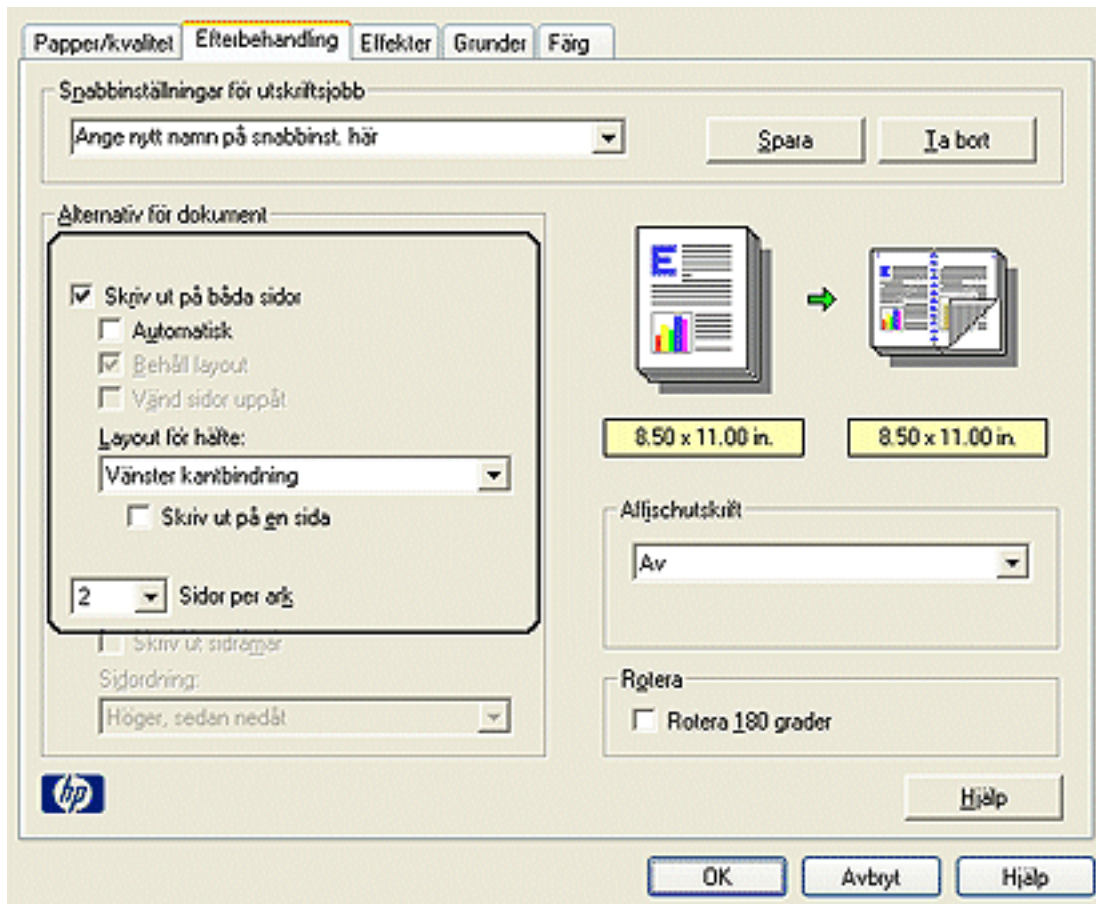 Papper/kvalitet Efterbehandling Effekter Grunder Färg
Snabbinställningar för utskriftsjobb
Ange nytt namn på snabbinst. här
Spara
Ta bort
Alternativ för dokument
Skriv ut på båda sidor
Automatisk
Behåll layout
Vänd sidor uppåt
Layout för häfte:
Vänster kantbindning
Skriv ut på en sida
2 Sidor per ark
Skriv ut sidramar
Sidordning:
Höger, sedan nedåt
E
E
8.50 x 11.00 in.
8.50 x 11.00 in.
Affischutskrift
Av
Rotera
Rotera 180 grader
hp
Hjälp
OK
Avbryt
Hjälp